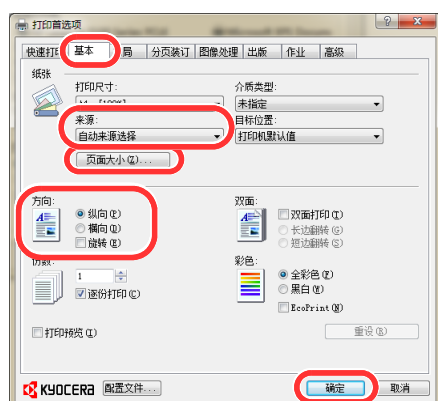 打印首选项
快速打 基本 局 分页装订 图像处理 出版 作业 高级
纸张
打印尺寸: 介质类型:
未指定
来源: 目标位置:
自动来源选择 打印机默认值
页面大小(Z)...
方向: 双面:
纵向(P) 双面打印(T)
横向(O) 长边翻转(G)
旋转(E) 短边翻转(S)
份数: 彩色:
1 全彩色(F)
逐份打印(C) 黑白(W)
EcoPrint(N)
打印预览(I) 重设(R)
KYOCERA 配置文件... 确定 取消